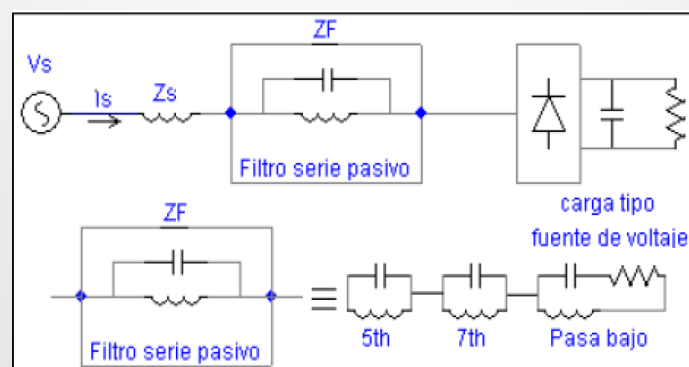 ZF
Vs
Is
Zs
Filtro serie pasivo
carga tipo
fuente de voltaje
ZF
Filtro serie pasivo
5th
7th
Pasa bajo